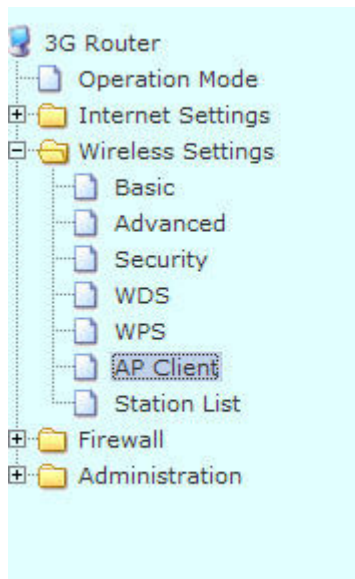 3G Router
Operation Mode
Internet Settings
Wireless Settings
Basic
Advanced
Security
WDS
WPS
AP Client
Station List
Firewall
Administration